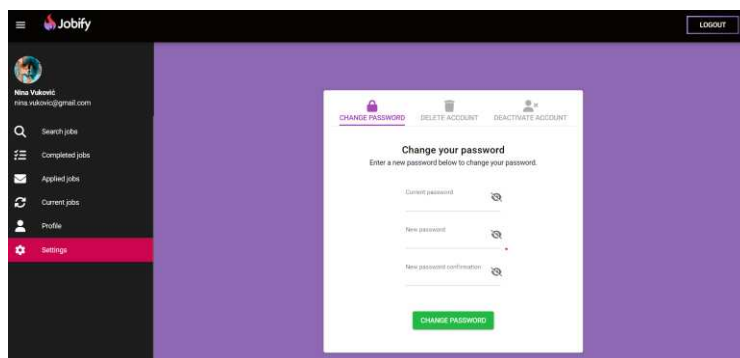 Jobify
LOGOUT
Nina Vuković
nina.vukovic@gmail.com
Search jobs
Completed jobs
Applied jobs
Current jobs
Profile
Settings
CHANGE PASSWORD
DELETE ACCOUNT
DEACTIVATE ACCOUNT
Change your password
Enter a new password below to change your password.
Current password
New password
New password confirmation
CHANGE PASSWORD